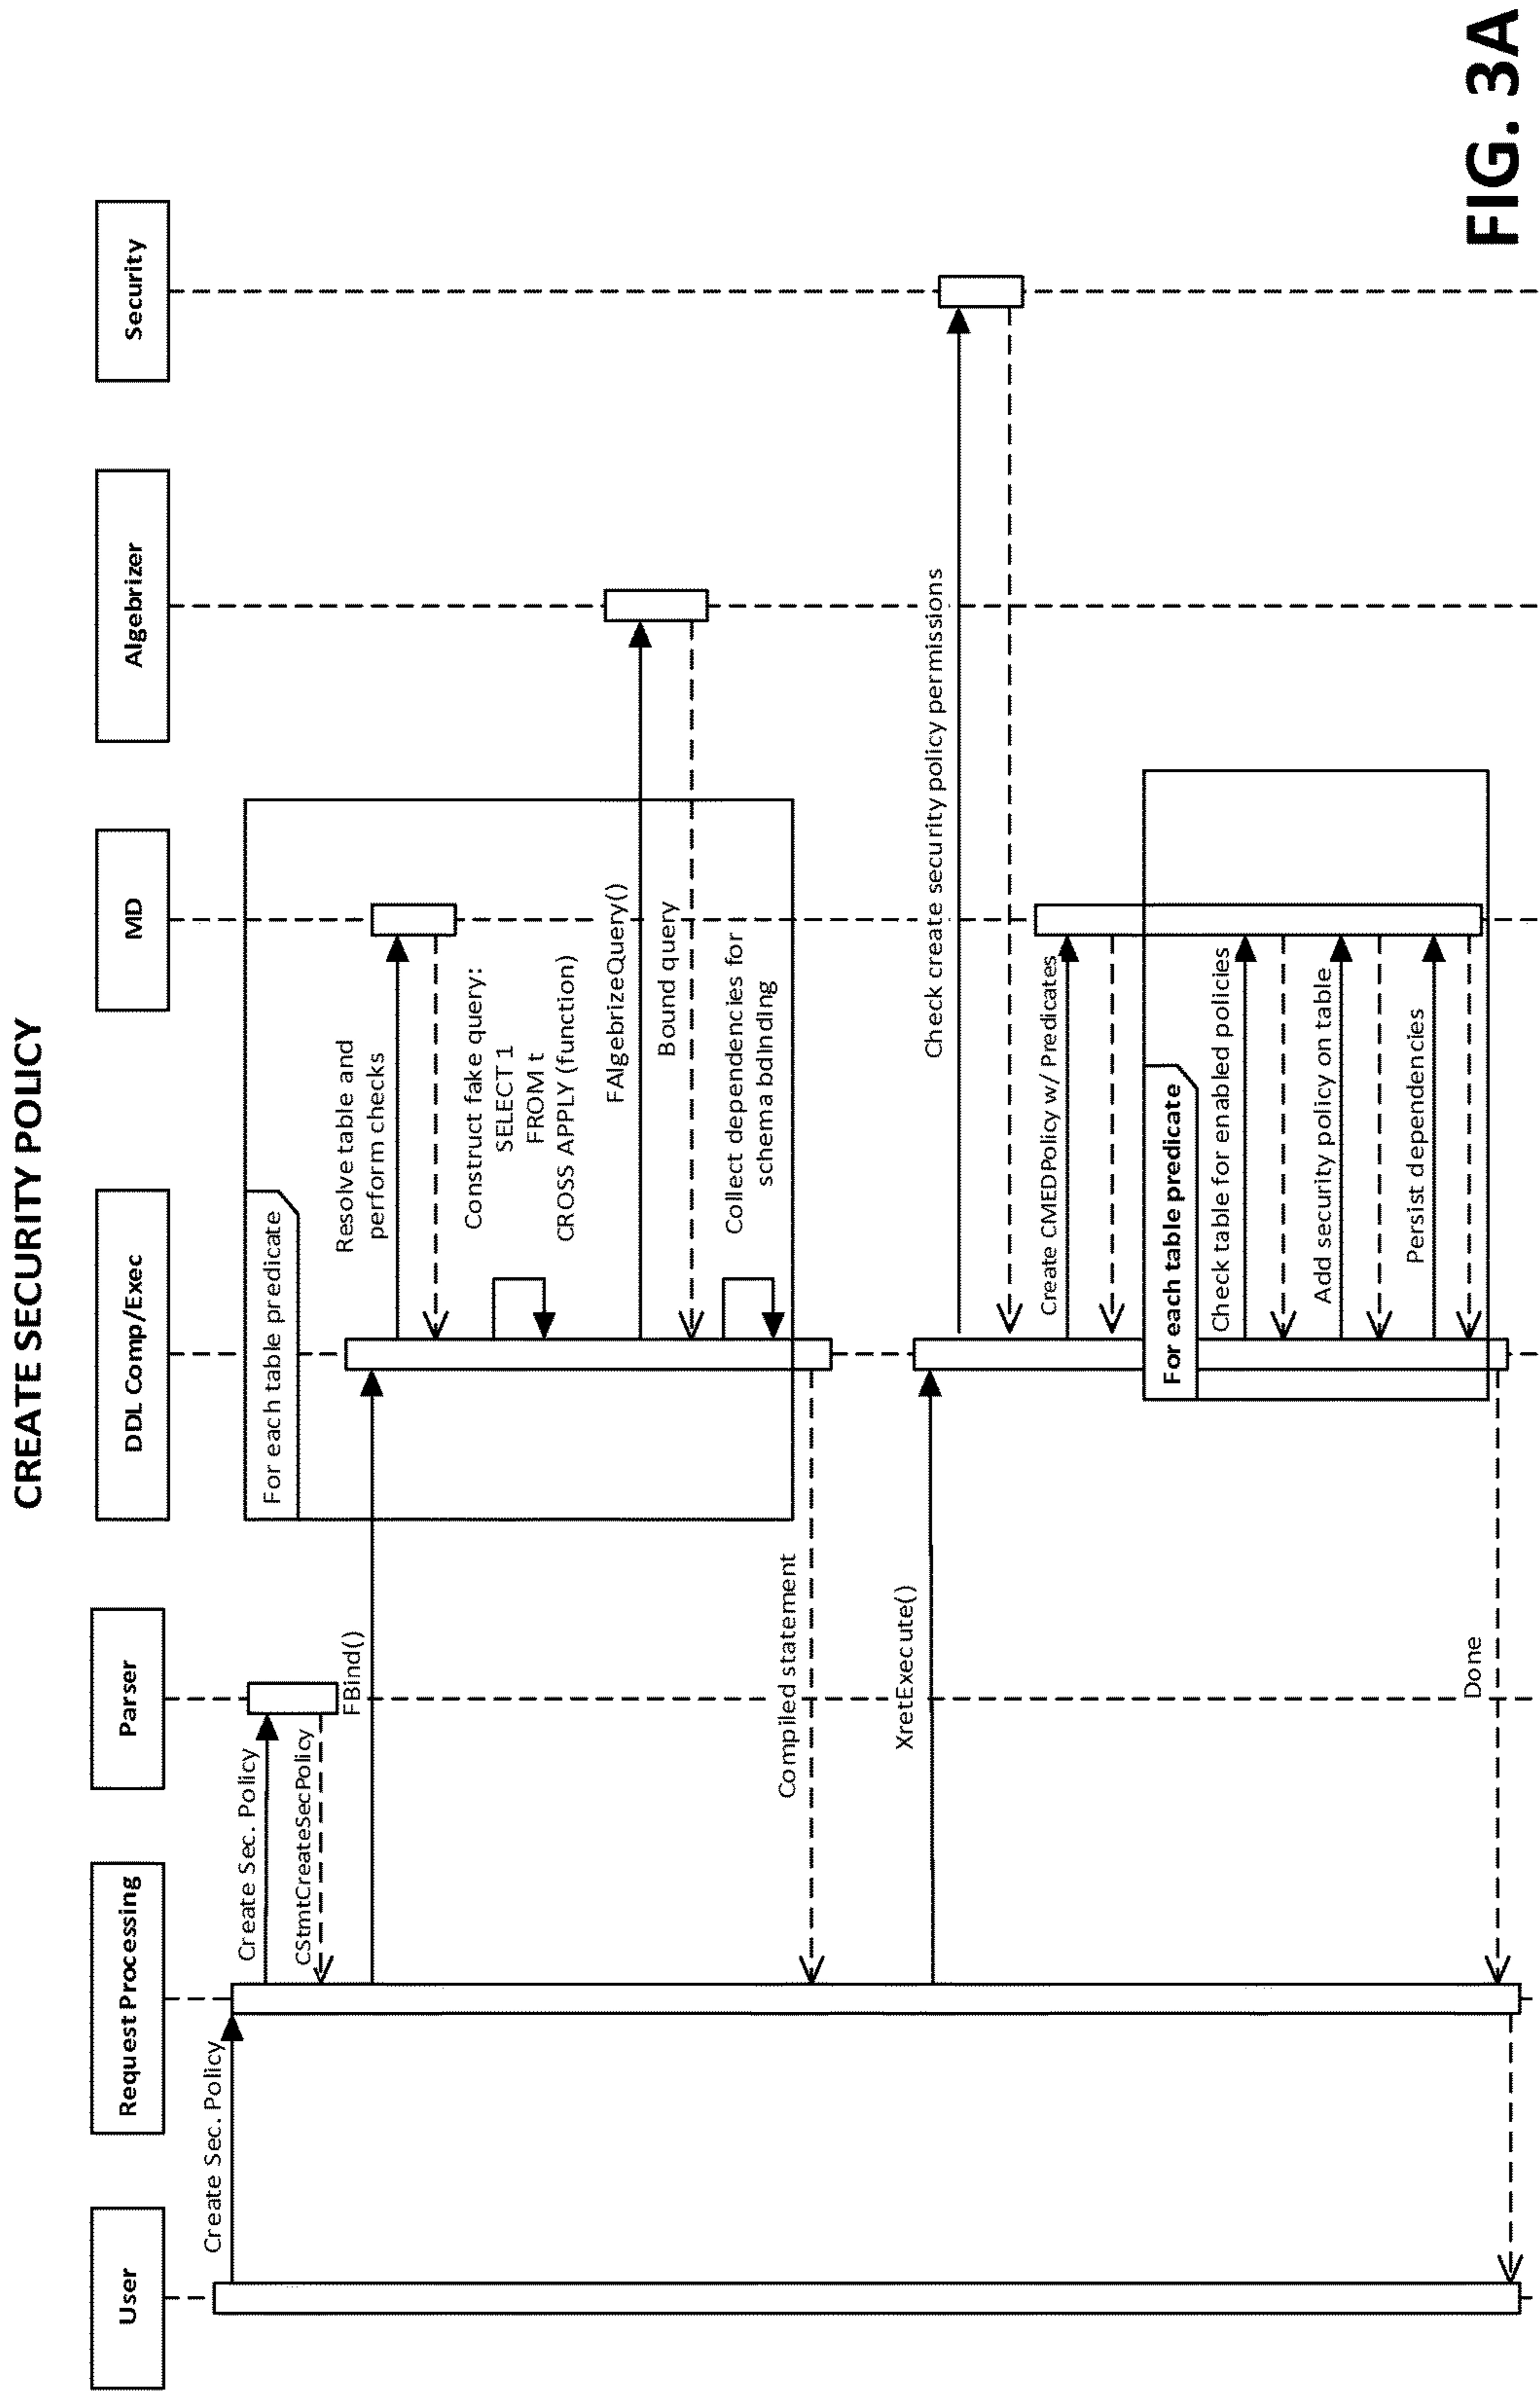 CREATE SECURITY POLICY
User
Request Processing
Parser
DDL Comp/Exec
MD
Algebrizer
Security
Create Sec. Policy
Create Sec. Policy
CStmtCreateSecPolicy
FBind()
For each table predicate
Resolve table and
perform checks
Construct fake query:
SELECT 1
FROM t
CROSS APPLY (function)
FAlgebrizeQuery()
Bound query
Collect dependencies for
schema bdInding
Compiled statement
XretExecute()
Check create security policy permissions
Create CMEDPolicy w/ Predicates
For each table predicate
Check table for enabled policies
Add security policy on table
Persist dependencies
Done
FIG. 3A